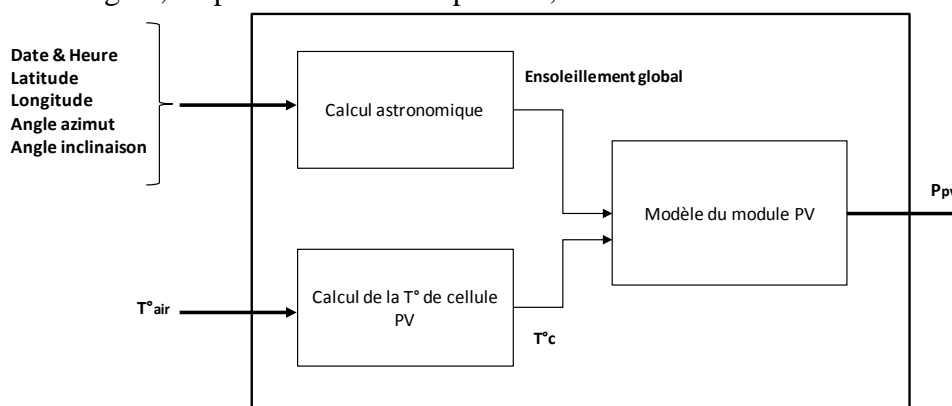 Date & Heure
Latitude
Longitude
Angle azimut
Angle inclinaison
Calcul astronomique
Ensoleillement global
Modèle du module PV
Ppv
T°air
Calcul de la T° de cellule
PV
T°c